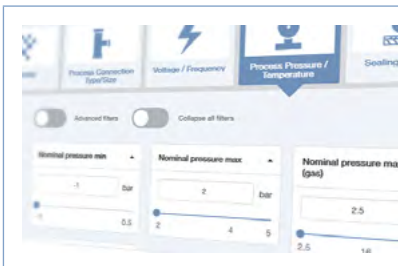 Process Connection
Type/Size
Voltage / Frequency
Process Pressure /
Temperature
Sealing
Advanced filters
Collapse all filters
Nominal pressure min
-1
bar
-1
0.5
Nominal pressure max
2
bar
2
4
5
Nominal pressure ma
(gas)
2.5
2.5
16